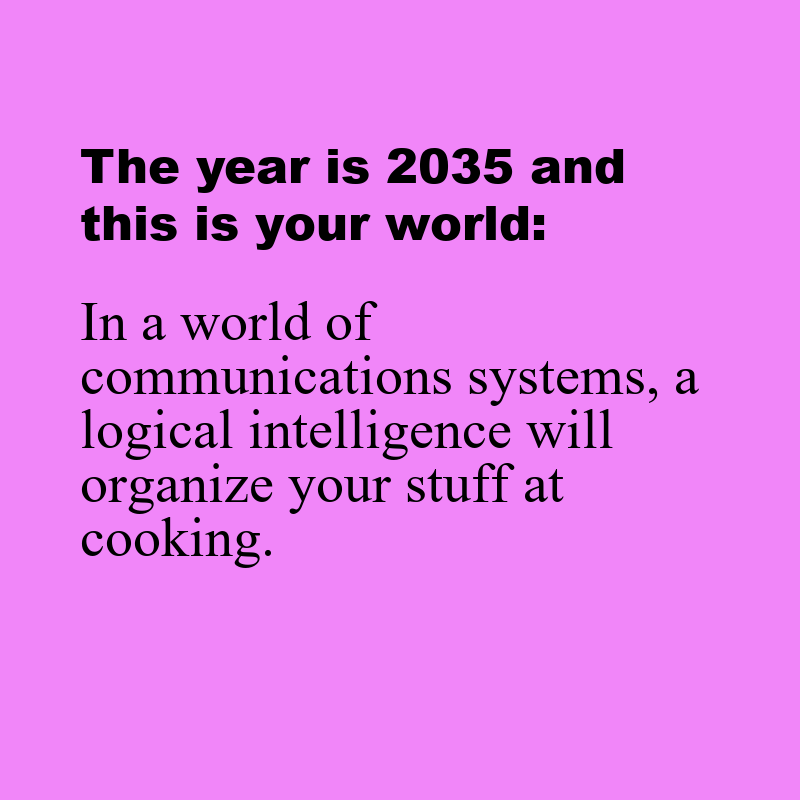 The year is 2035 and
this is your world:
In a world of
communications systems, a
logical intelligence will
organize your stuff at
cooking.